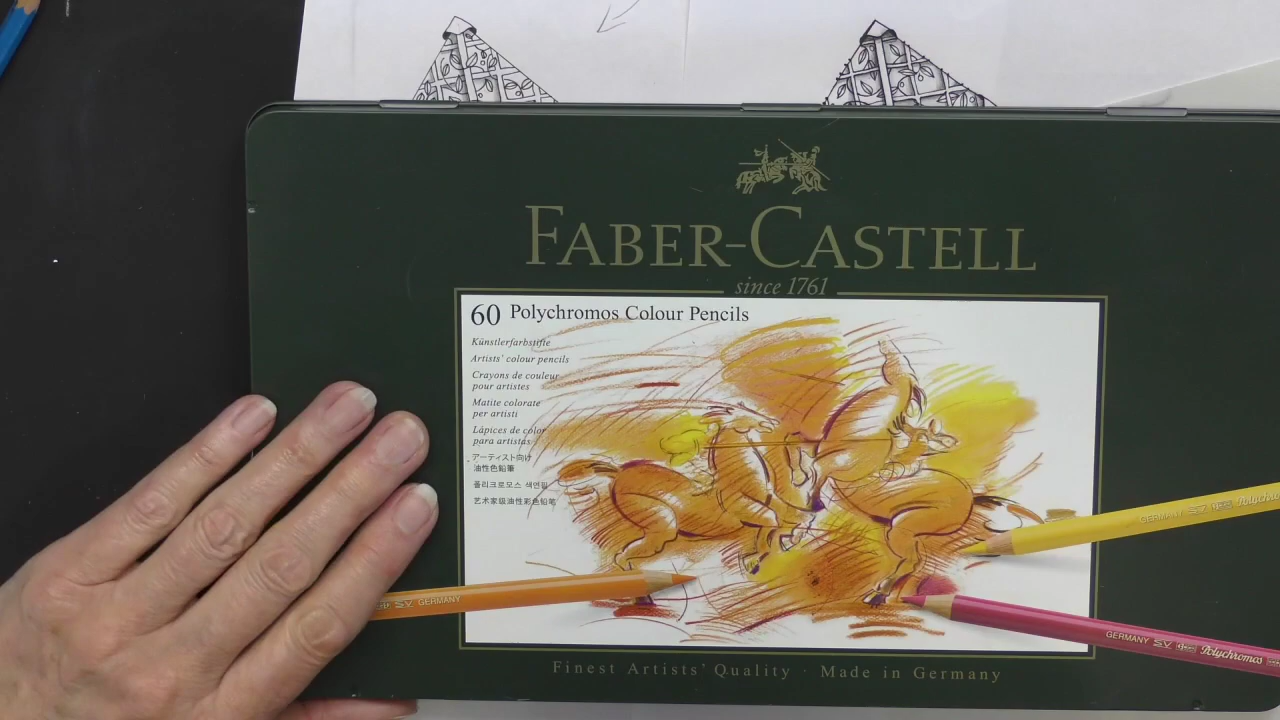 FABER-CASTELL
since 1761
60 Polychromos Colour Pencils
Künstlerfarbstifte
Artists' colour pencils
Crayons de couleur
pour artistes
Matite colorate
per artisti
Lápices de color
para artistas
アーティスト向け
油性色鉛筆
폴리크로모스 색연필
艺术家级油性彩色铅笔
GERMANY SV
SV GERMANY
GERMANY SV Polychromos
Finest Artists' Quality · Made in Germany